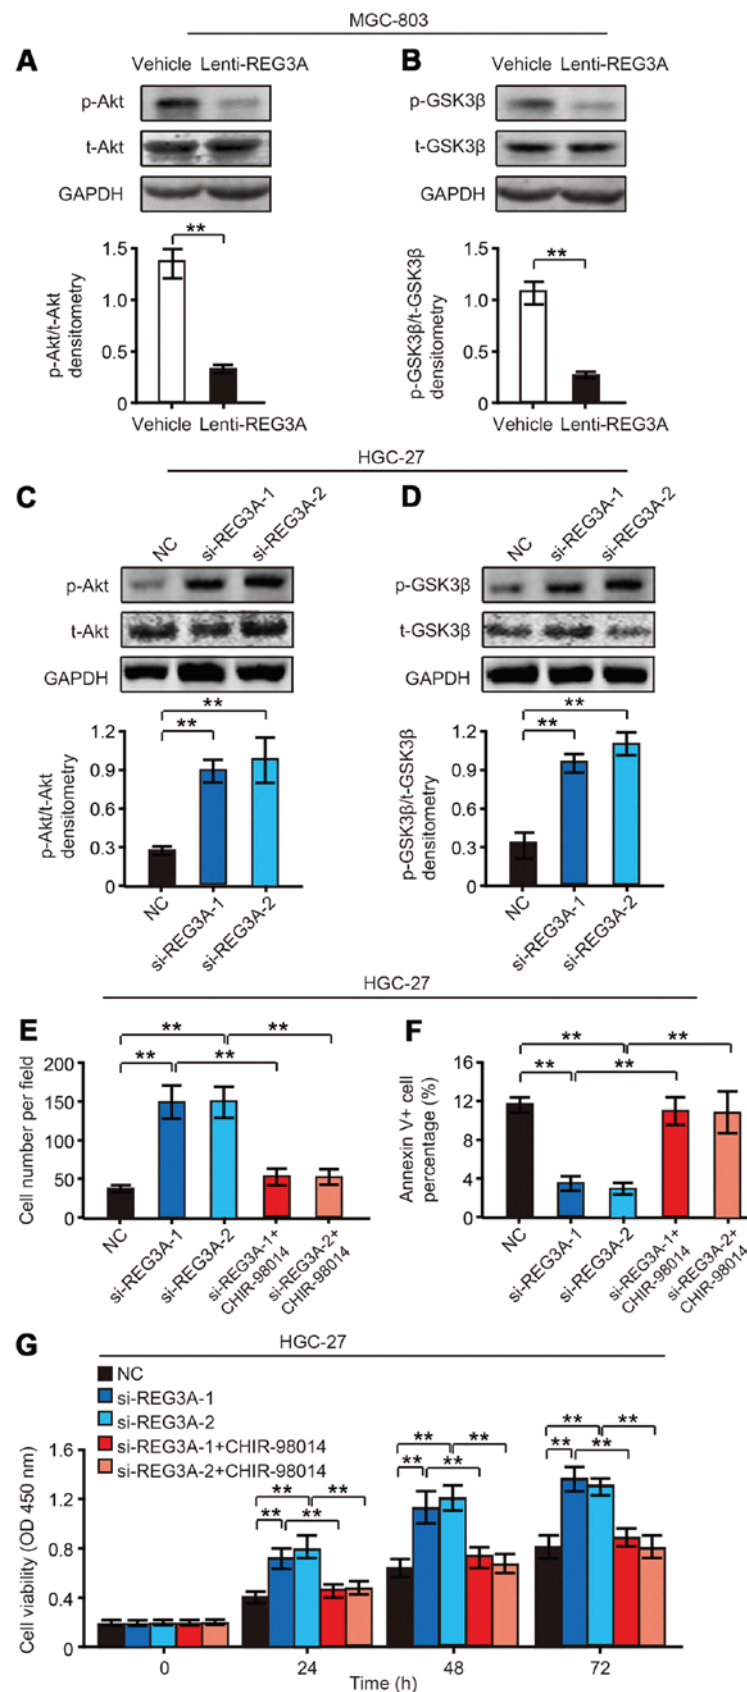 MGC-803
A
Vehicle Lenti-REG3A
p-Akt
t-Akt
GAPDH
**
1.5
1.0
0.5
0
p-Akt/t-Akt
densitometry
Vehicle Lenti-REG3A
B
Vehicle Lenti-REG3A
p-GSK3β
t-GSK3β
GAPDH
**
1.5
1.0
0.5
0
p-GSK3β/t-GSK3β
densitometry
Vehicle Lenti-REG3A
HGC-27
C
NC
si-REG3A-1
si-REG3A-2
p-Akt
t-Akt
GAPDH
**
**
1.2
0.9
0.6
0.3
0
p-Akt/t-Akt
densitometry
NC
si-REG3A-1
si-REG3A-2
D
NC
si-REG3A-1
si-REG3A-2
p-GSK3β
t-GSK3β
GAPDH
**
**
1.2
0.9
0.6
0.3
0
p-GSK3β/t-GSK3β
densitometry
NC
si-REG3A-1
si-REG3A-2
HGC-27
E
** **
** **
200
150
100
50
0
Cell number per field
NC
si-REG3A-1
si-REG3A-2
si-REG3A-1+
CHIR-98014
si-REG3A-2+
CHIR-98014
F
** **
** **
16
12
8
4
0
Annexin V+ cell
percentage (%)
NC
si-REG3A-1
si-REG3A-2
si-REG3A-1+
CHIR-98014
si-REG3A-2+
CHIR-98014
G
HGC-27
NC
si-REG3A-1
si-REG3A-2
si-REG3A-1+CHIR-98014
si-REG3A-2+CHIR-98014
** **
** **
** **
** **
** **
** **
1.6
1.2
0.8
0.4
0
Cell viability (OD 450 nm)
0 24 48 72
Time (h)